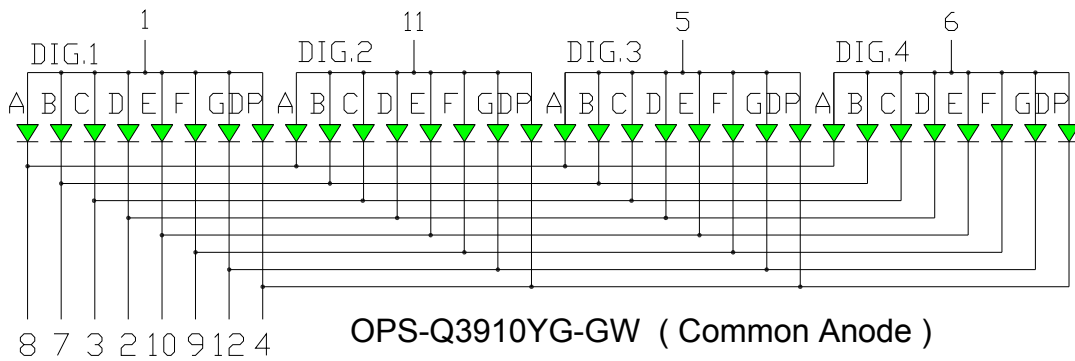 1 11 5 6
DIG.1 DIG.2 DIG.3 DIG.4
A B C D E F G DP A B C D E F G DP A B C D E F G DP A B C D E F G DP
8 7 3 2 10 9 12 4
OPS-Q3910YG-GW ( Common Anode )